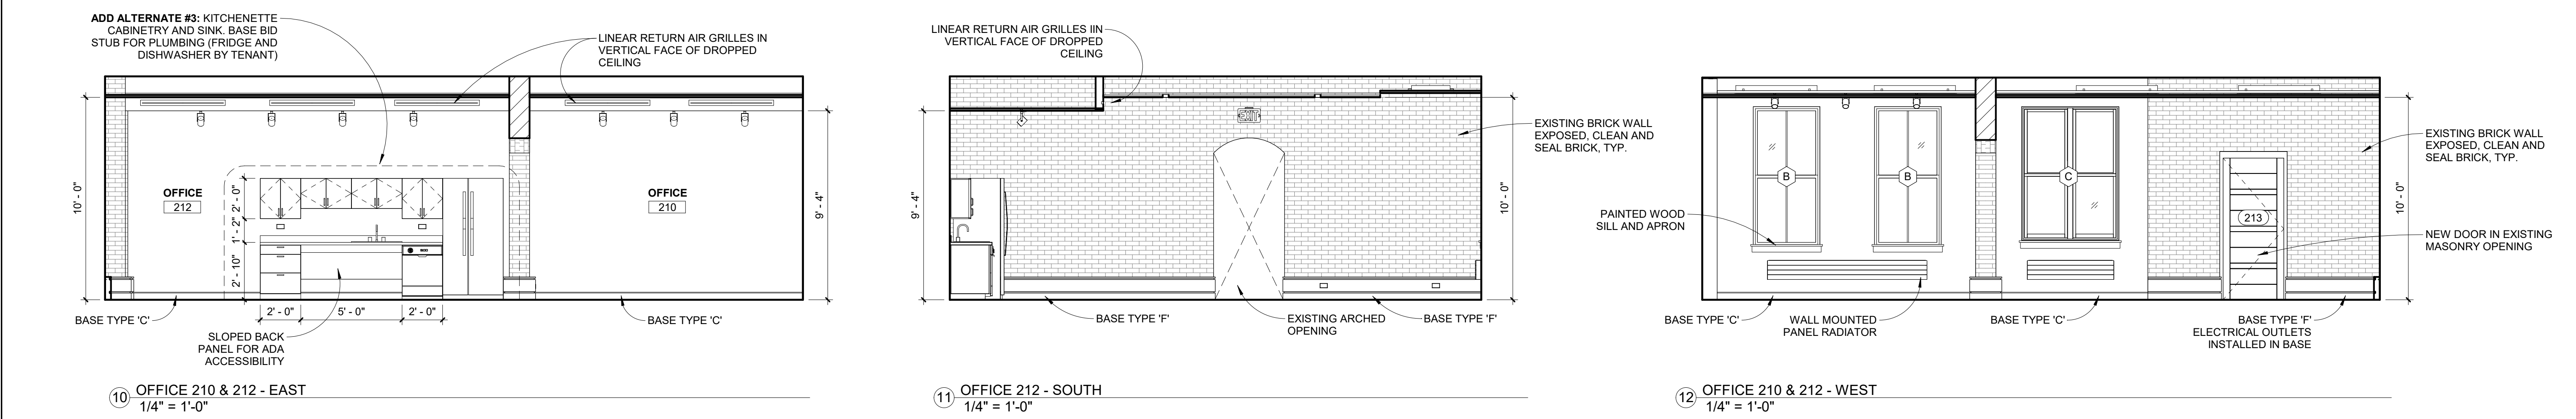 ADD ALTERNATE #3: KITCHENETTE
CABINETRY AND SINK. BASE BID
STUB FOR PLUMBING (FRIDGE AND
DISHWASHER BY TENANT)
LINEAR RETURN AIR GRILLES IN
VERTICAL FACE OF DROPPED
CEILING
10' - 0"
OFFICE
212
2' - 0"
1' - 2"
2' - 10"
OFFICE
210
9' - 4"
2' - 0"
5' - 0"
2' - 0"
BASE TYPE 'C'
BASE TYPE 'C'
SLOPED BACK
PANEL FOR ADA
ACCESSIBILITY
10
OFFICE 210 & 212 - EAST
1/4" = 1'-0"
LINEAR RETURN AIR GRILLES IIN
VERTICAL FACE OF DROPPED
CEILING
EXIT
9' - 4"
10' - 0"
EXISTING BRICK WALL
EXPOSED, CLEAN AND
SEAL BRICK, TYP.
BASE TYPE 'F'
EXISTING ARCHED
OPENING
BASE TYPE 'F'
11
OFFICE 212 - SOUTH
1/4" = 1'-0"
B
B
C
213
10' - 0"
EXISTING BRICK WALL
EXPOSED, CLEAN AND
SEAL BRICK, TYP.
PAINTED WOOD
SILL AND APRON
NEW DOOR IN EXISTING
MASONRY OPENING
BASE TYPE 'C'
WALL MOUNTED
PANEL RADIATOR
BASE TYPE 'C'
BASE TYPE 'F'
ELECTRICAL OUTLETS
INSTALLED IN BASE
12
OFFICE 210 & 212 - WEST
1/4" = 1'-0"